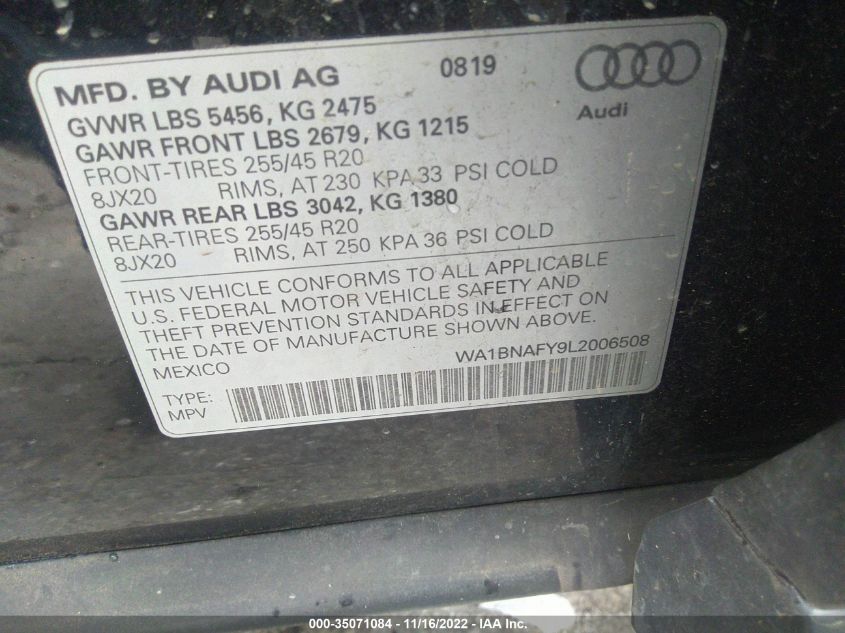 MFD. BY AUDI AG 0819
Audi
GVWR LBS 5456, KG 2475
GAWR FRONT LBS 2679, KG 1215
FRONT-TIRES 255/45 R20
8JX20 RIMS, AT 230 KPA 33 PSI COLD
GAWR REAR LBS 3042, KG 1380
REAR-TIRES 255/45 R20
8JX20 RIMS, AT 250 KPA 36 PSI COLD
THIS VEHICLE CONFORMS TO ALL APPLICABLE
U.S. FEDERAL MOTOR VEHICLE SAFETY AND
THEFT PREVENTION STANDARDS IN EFFECT ON
THE DATE OF MANUFACTURE SHOWN ABOVE.
MEXICO WA1BNAFY9L2006508
TYPE:
MPV
000-35071084 - 11/16/2022 - IAA Inc.